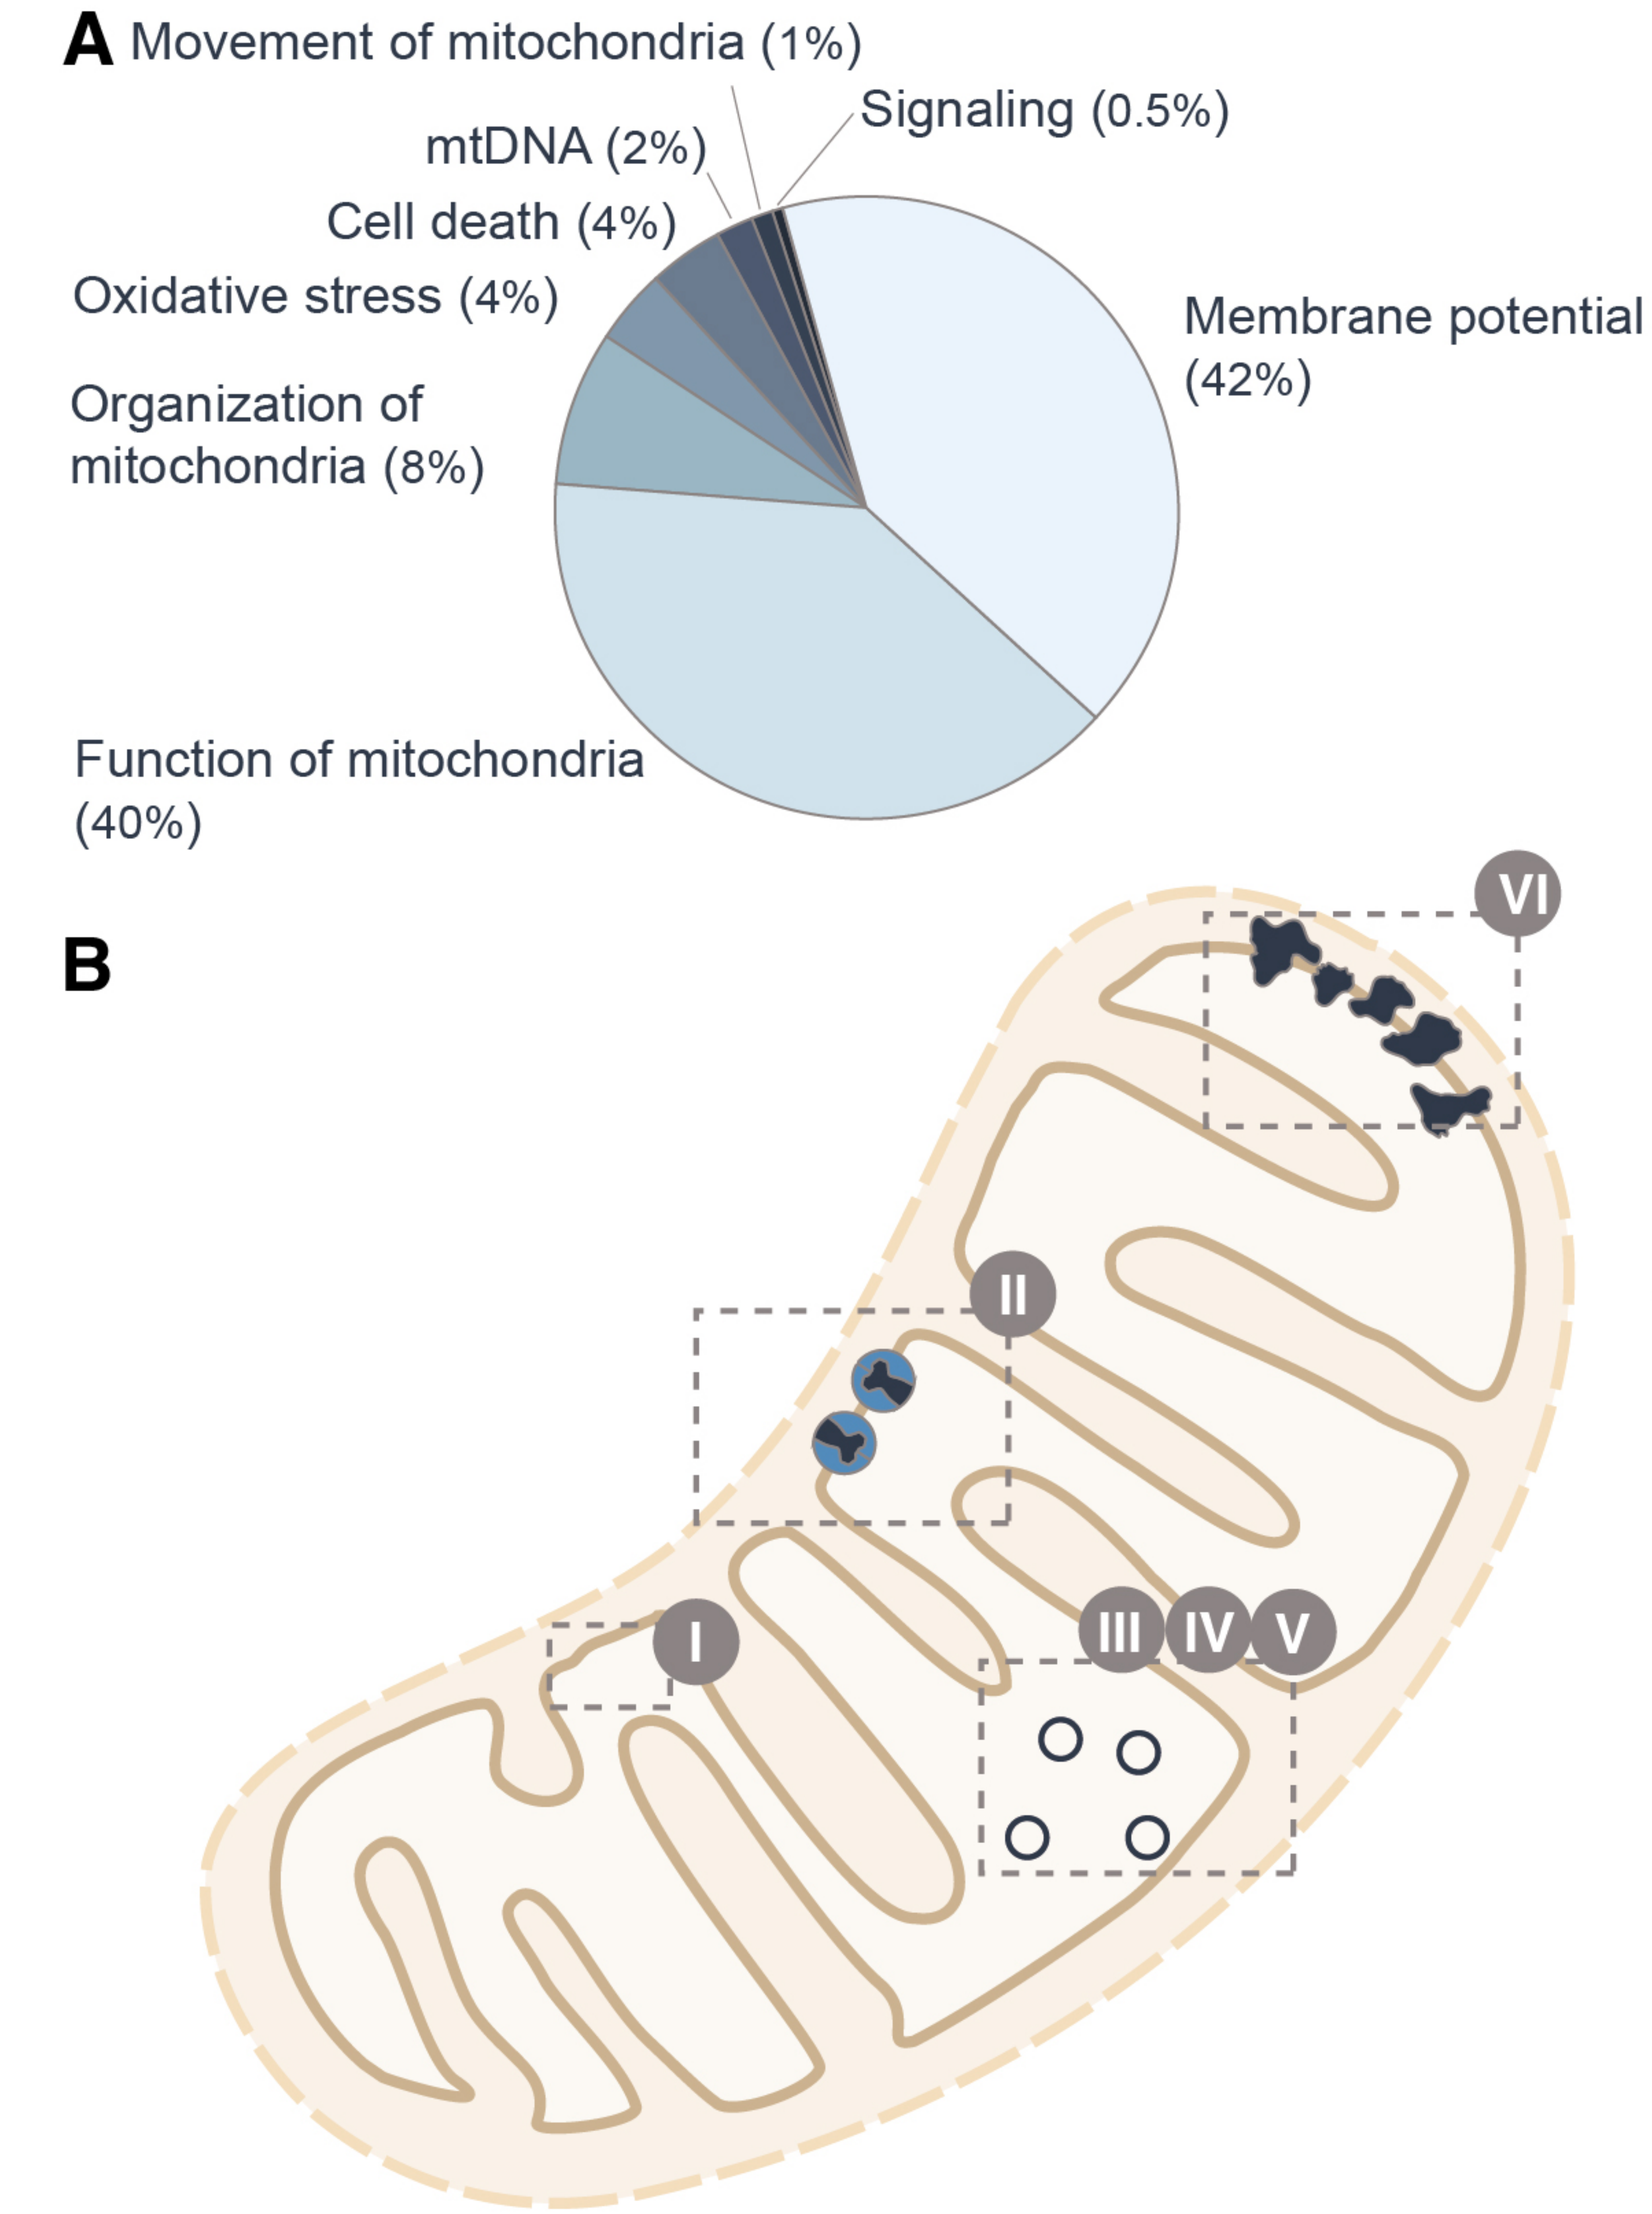 A Movement of mitochondria (1%)
Signaling (0.5%)
mtDNA (2%)
Cell death (4%)
Oxidative stress (4%)
Membrane potential
(42%)
Organization of
mitochondria (8%)
Function of mitochondria
(40%)
B
VI
II
III IV V
I